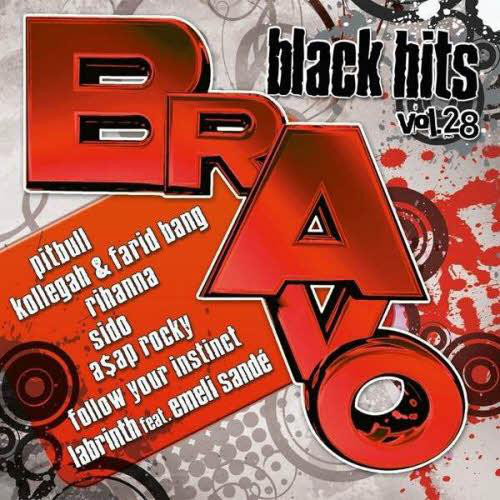 BRAVO
black hits
vol.28
pitbull
kollegah & farid bang
rihanna
sido
a$ap rocky
follow your instinct
labrinth feat. emeli sandé